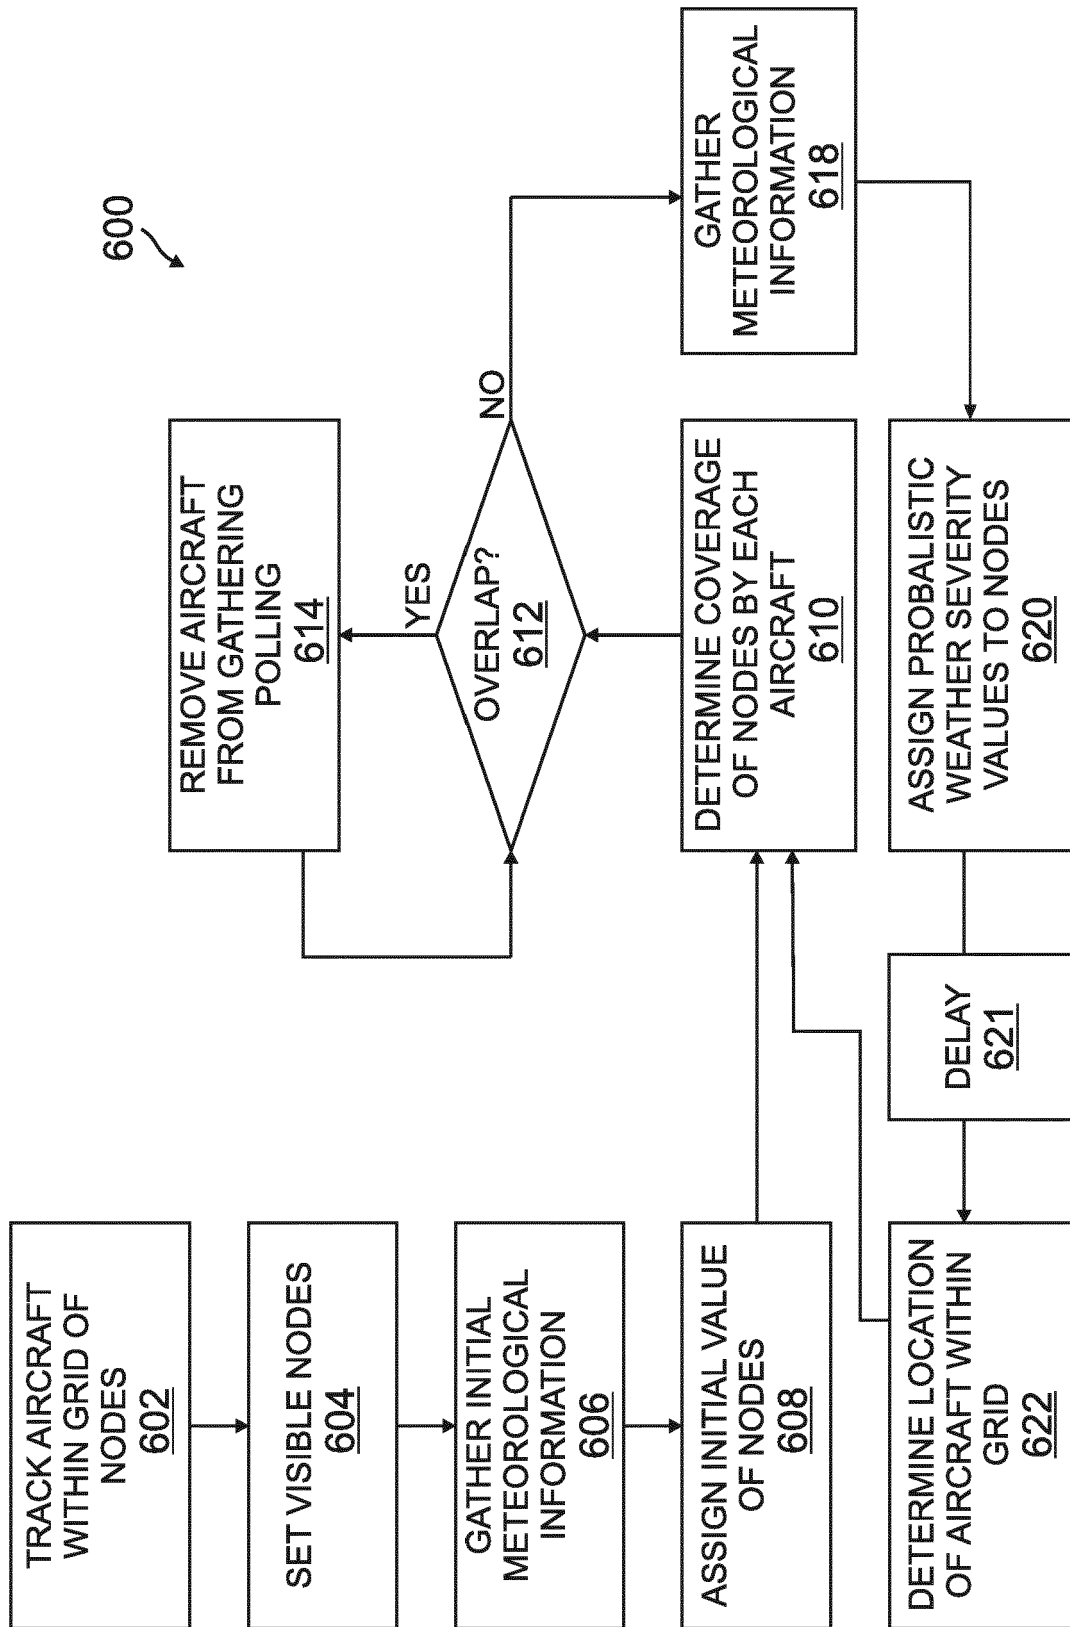 600
TRACK AIRCRAFT
WITHIN GRID OF
NODES
602
SET VISIBLE NODES
604
GATHER INITIAL
METEOROLOGICAL
INFORMATION
606
ASSIGN INITIAL VALUE
OF NODES
608
DETERMINE COVERAGE
OF NODES BY EACH
AIRCRAFT
610
OVERLAP?
612
YES
NO
REMOVE AIRCRAFT
FROM GATHERING
POLLING
614
GATHER
METEOROLOGICAL
INFORMATION
618
ASSIGN PROBALISTIC
WEATHER SEVERITY
VALUES TO NODES
620
DELAY
621
DETERMINE LOCATION
OF AIRCRAFT WITHIN
GRID
622